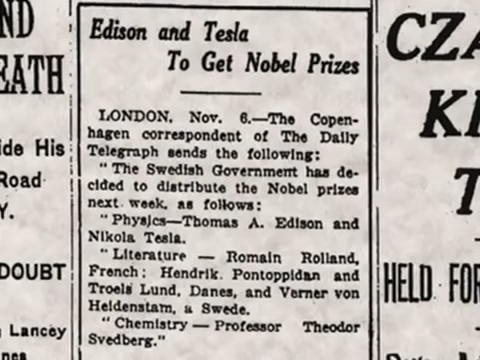 ND
EATH
ide His
Road
Y.
DOUBT
Lancey
Edison and Tesla
To Get Nobel Prizes
LONDON, Nov. 6.—The Copen-
hagen correspondent of The Daily
Telegraph sends the following:
"The Swedish Government has de-
cided to distribute the Nobel prizes
next week, as follows:
"Physics—Thomas A. Edison and
Nikola Tesla.
"Literature — Romain Rolland,
French; Hendrik Pontoppidan and
Troels Lund, Danes, and Verner von
Heidenstam, a Swede.
"Chemistry — Professor Theodor
Svedberg."
CZA
T
HELD FOR